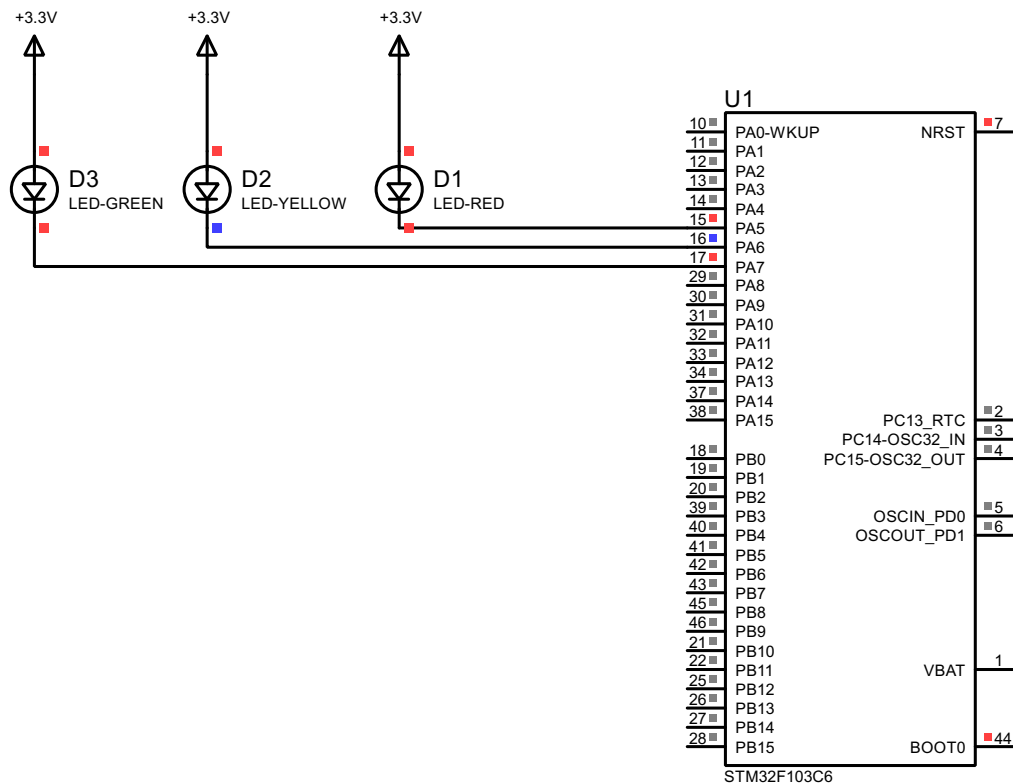 +3.3V
+3.3V
+3.3V
D3
LED-GREEN
D2
LED-YELLOW
D1
LED-RED
U1
10 PA0-WKUP
11 PA1
12 PA2
13 PA3
14 PA4
15 PA5
16 PA6
17 PA7
29 PA8
30 PA9
31 PA10
32 PA11
33 PA12
34 PA13
37 PA14
38 PA15
18 PB0
19 PB1
20 PB2
39 PB3
40 PB4
41 PB5
42 PB6
43 PB7
45 PB8
46 PB9
21 PB10
22 PB11
25 PB12
26 PB13
27 PB14
28 PB15
NRST 7
PC13_RTC 2
PC14-OSC32_IN 3
PC15-OSC32_OUT 4
OSCIN_PD0 5
OSCOUT_PD1 6
VBAT 1
BOOT0 44
STM32F103C6